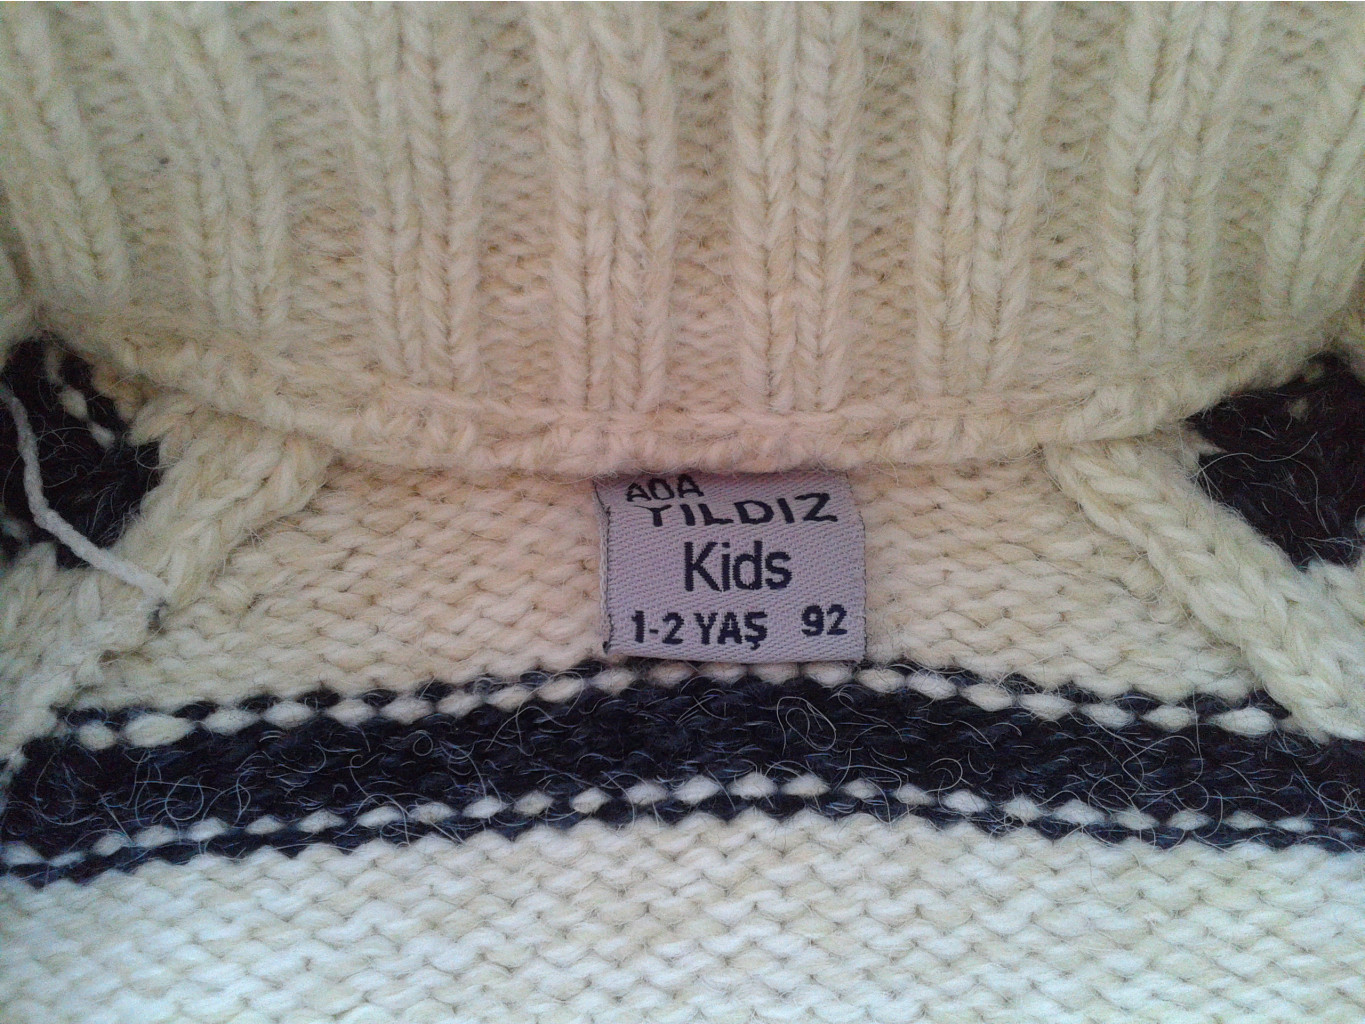 ADA
YILDIZ
Kids
1-2 YAŞ 92